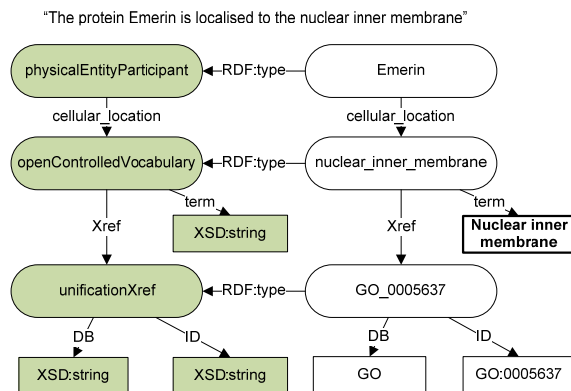 “The protein Emerin is localised to the nuclear inner membrane”
physicalEntityParticipant
RDF:type
Emerin
cellular_location
cellular_location
openControlledVocabulary
RDF:type
nuclear_inner_membrane
term
term
Xref
XSD:string
Xref
Nuclear inner
membrane
unificationXref
RDF:type
GO_0005637
DB
ID
DB
ID
XSD:string
XSD:string
GO
GO:0005637